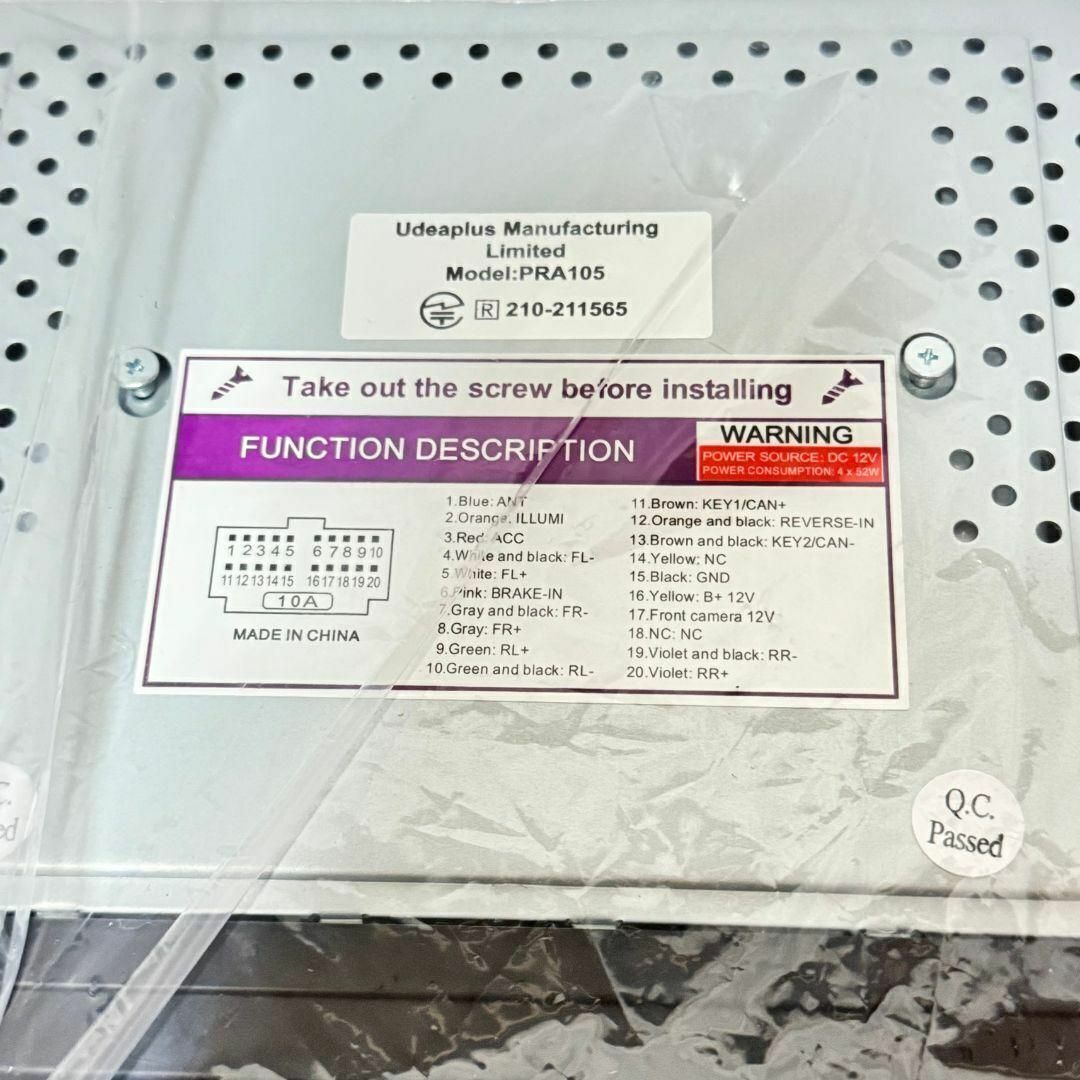 Udeaplus Manufacturing
Limited
Model:PRA105
R 210-211565
Take out the screw before installing
FUNCTION DESCRIPTION
WARNING
POWER SOURCE: DC 12V
POWER CONSUMPTION: 4 x 52W
1 2 3 4 5 6 7 8 9 10
11 12 13 14 15 16 17 18 19 20
10A
MADE IN CHINA
1.Blue: ANT
2.Orange: ILLUMI
3.Red: ACC
4.White and black: FL-
5.White: FL+
6.Pink: BRAKE-IN
7.Gray and black: FR-
8.Gray: FR+
9.Green: RL+
10.Green and black: RL-
11.Brown: KEY1/CAN+
12.Orange and black: REVERSE-IN
13.Brown and black: KEY2/CAN-
14.Yellow: NC
15.Black: GND
16.Yellow: B+ 12V
17.Front camera 12V
18.NC: NC
19.Violet and black: RR-
20.Violet: RR+
Q.C.
Passed